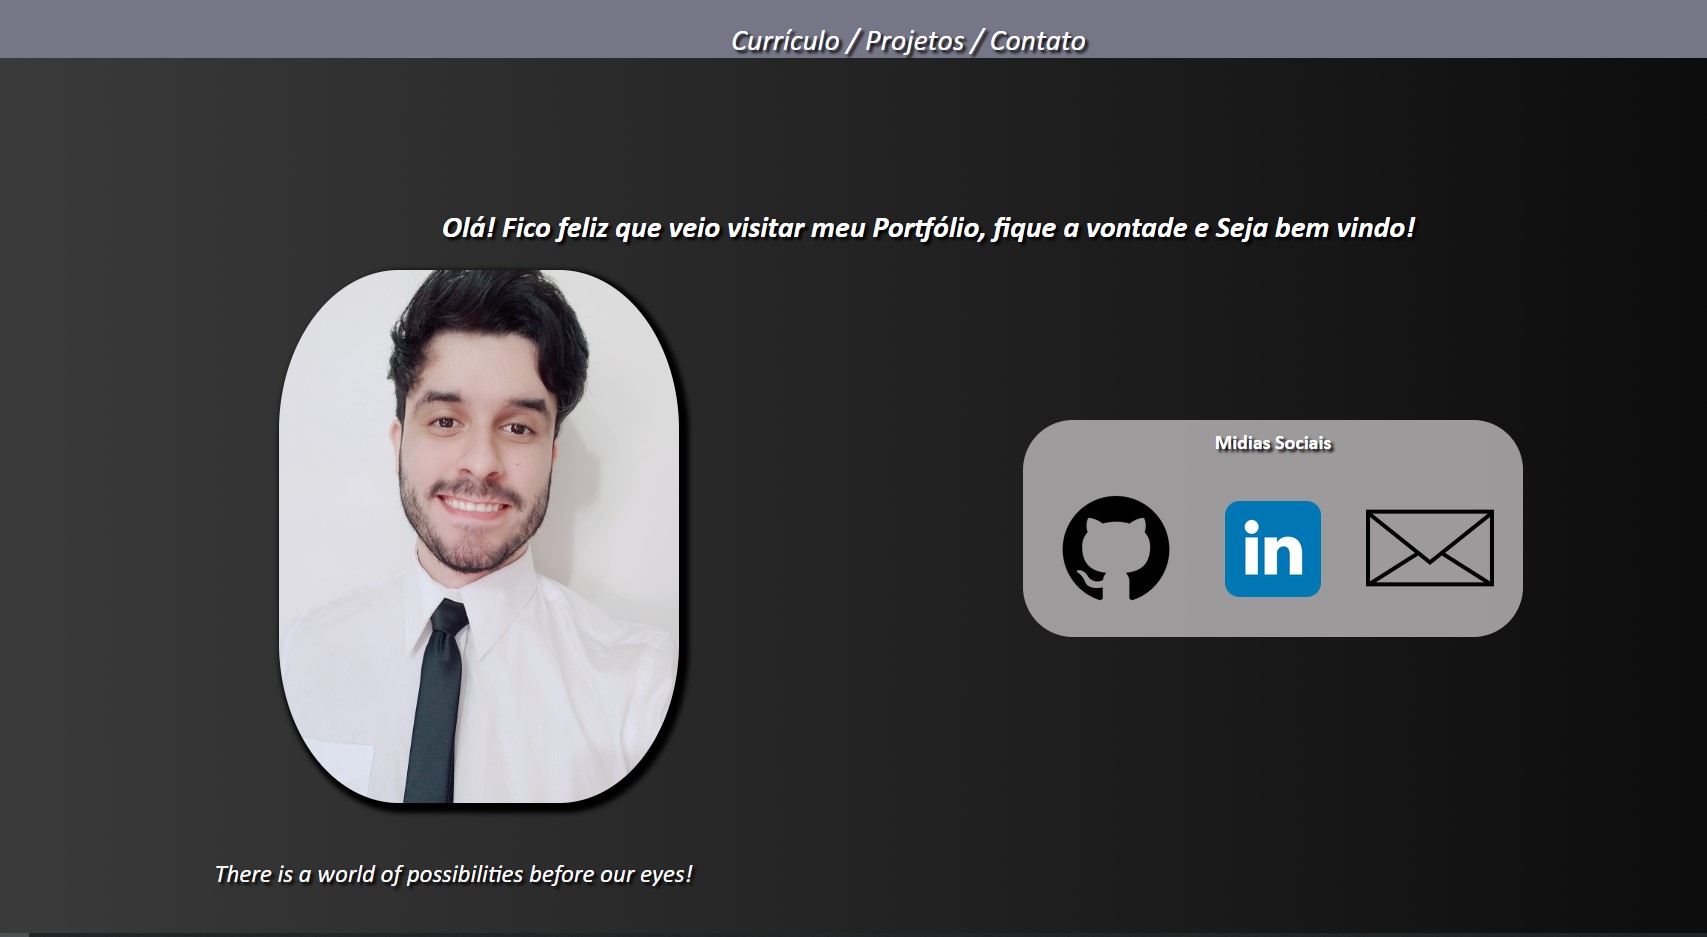 Currículo / Projetos / Contato
Olá! Fico feliz que veio visitar meu Portfólio, fique a vontade e Seja bem vindo!
Midias Sociais
in
There is a world of possibilities before our eyes!